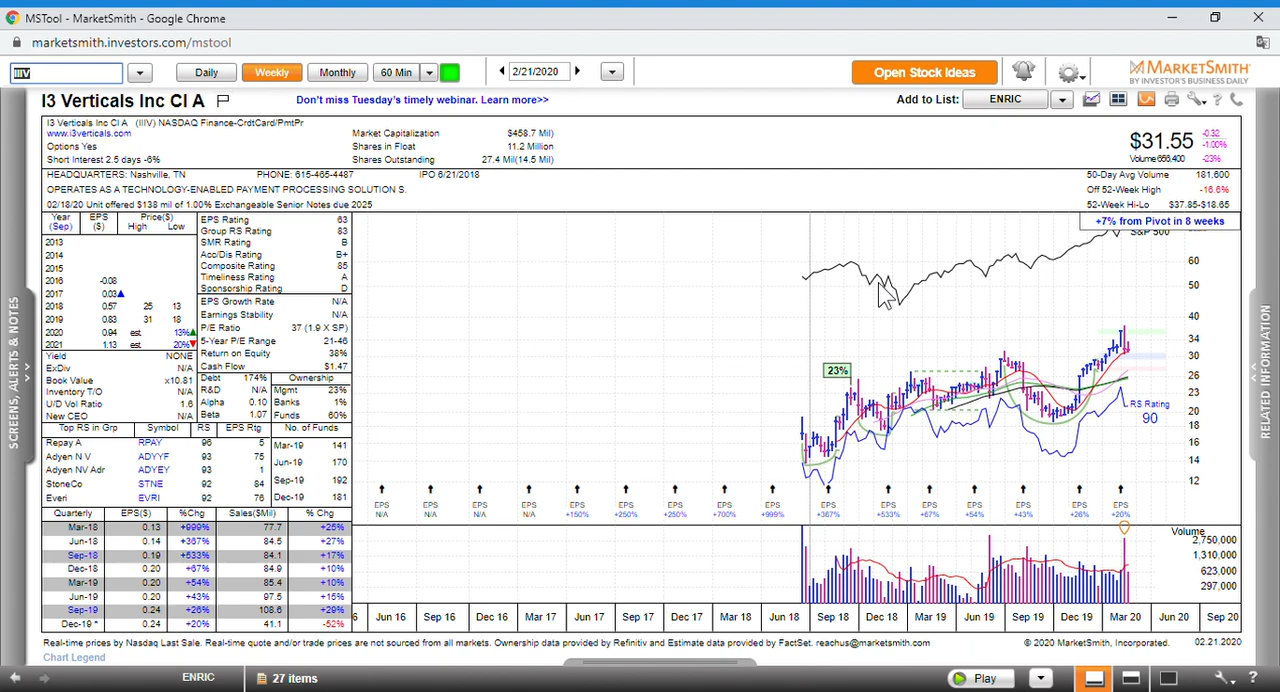 MSTool - MarketSmith - Google Chrome
marketsmith.investors.com/mstool
IIIV Daily Weekly Monthly 60 Min 2/21/2020 Open Stock Ideas MARKETSMITH
BY INVESTOR'S BUSINESS DAILY
I3 Verticals Inc Cl A Don't miss Tuesday's timely webinar. Learn more>> Add to List: ENRIC
I3 Verticals Inc Cl A (IIIV) NASDAQ Finance-CrdtCard/PmtPr
www.i3verticals.com Market Capitalization $458.7 Mil)
Options Yes Shares in Float 11.2 Million
Short Interest 2.5 days -6% Shares Outstanding 27.4 Mil(14.5 Mil)
$31.55 -0.32
-1.00%
Volume 656,400 -23%
HEADQUARTERS: Nashville, TN PHONE: 615-465-4487 IPO 6/21/2018
OPERATES AS A TECHNOLOGY-ENABLED PAYMENT PROCESSING SOLUTION S.
02/18/20 Unit offered $138 mil of 1.00% Exchangeable Senior Notes due 2025
50-Day Avg Volume 181,600
Off 52-Week High -16.6%
52-Week Hi-Lo $37.85-$18.65
+7% from Pivot in 8 weeks
S&P 500
Year EPS Price($)
(Sep) ($) High Low
2013
2014
2015
2016 -0.08
2017 0.03
2018 0.57 25 13
2019 0.83 31 18
2020 0.94 est 13%
2021 1.13 est 20%
Yield NONE
ExDiv N/A
Book Value x10.81
Inventory T/O N/A
U/D Vol Ratio 1.6
New CEO N/A
EPS Rating 63
Group RS Rating 83
SMR Rating B
Acc/Dis Rating B+
Composite Rating 85
Timeliness Rating A
Sponsorship Rating D
EPS Growth Rate N/A
Earnings Stability N/A
P/E Ratio 37 (1.9 X SP)
5-Year P/E Range 21-46
Return on Equity 38%
Cash Flow $1.47
Debt 174%
R&D N/A
Alpha 0.10
Beta 1.07
Ownership
Mgmt 23%
Banks 1%
Funds 60%
Top RS in Grp Symbol RS EPS Rtg
Repay A RPAY 96 5
Adyen N V ADYYF 93 75
Adyen NV Adr ADYEY 93 1
StoneCo STNE 92 84
Everi EVRI 92 76
No. of Funds
Mar-19 141
Jun-19 170
Sep-19 192
Dec-19 181
Quarterly EPS($) %Chg Sales($Mil) % Chg
Mar-18 0.13 +999% 77.7 +25%
Jun-18 0.14 +367% 84.5 +27%
Sep-18 0.19 +533% 84.1 +17%
Dec-18 0.20 +67% 84.9 +10%
Mar-19 0.20 +54% 85.4 +10%
Jun-19 0.20 +43% 97.5 +15%
Sep-19 0.24 +26% 108.6 +29%
Dec-19 * 0.24 +20% 41.1 -52%
23%
RS Rating
90
60
50
40
34
30
26
23
20
18
16
14
12
EPS EPS EPS EPS EPS EPS EPS EPS EPS EPS EPS EPS EPS EPS EPS EPS
N/A N/A N/A N/A +150% +250% +250% +700% +999% +367% +533% +67% +54% +43% +26% +20%
Volume
2,750,000
1,310,000
623,000
297,000
6 Jun 16 Sep 16 Dec 16 Mar 17 Jun 17 Sep 17 Dec 17 Mar 18 Jun 18 Sep 18 Dec 18 Mar 19 Jun 19 Sep 19 Dec 19 Mar 20 Jun 20 Sep 20
Real-time prices by Nasdaq Last Sale. Real-time quote and/or trade prices are not sourced from all markets. Ownership data provided by Refinitiv and Estimate data provided by FactSet. reachus@marketsmith.com © 2020 MarketSmith, Incorporated. 02.21.2020
Chart Legend
SCREENS, ALERTS & NOTES
RELATED INFORMATION
ENRIC 27 items Play